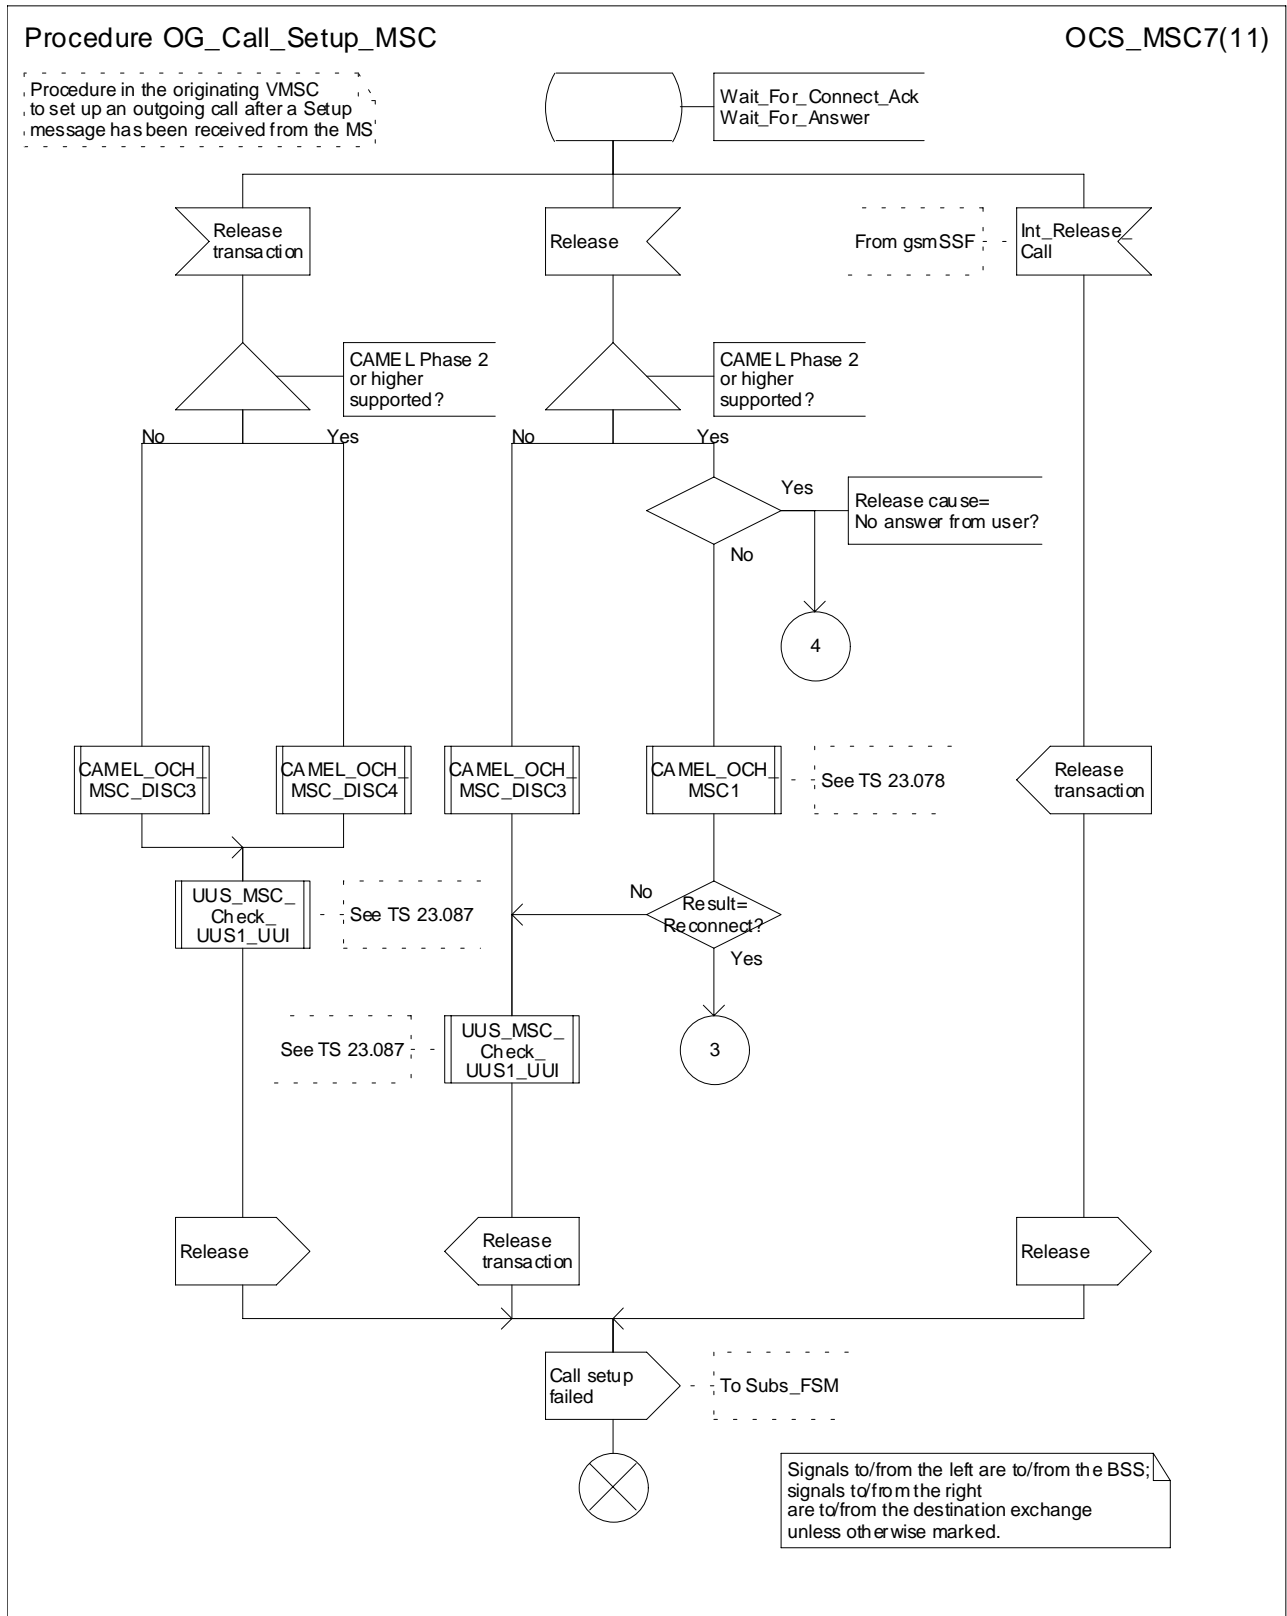 Procedure OG_Call_Setup_MSC
OCS_MSC7(11)
Procedure in the originating VMSC
to set up an outgoing call after a Setup
message has been received from the MS
Wait_For_Connect_Ack
Wait_For_Answer
Release
transaction
Release
From gsmSSF
Int_Release_
Call
CAMEL Phase 2
or higher
supported?
CAMEL Phase 2
or higher
supported?
No
Yes
No
Yes
Yes
Release cause=
No answer from user?
No
4
CAMEL_OCH_
MSC_DISC3
CAMEL_OCH_
MSC_DISC4
CAMEL_OCH_
MSC_DISC3
CAMEL_OCH_
MSC1
See TS 23.078
Release
transaction
UUS_MSC_
Check_
UUS1_UUI
See TS 23.087
No
Result=
Reconnect?
Yes
See TS 23.087
UUS_MSC_
Check_
UUS1_UUI
3
Release
Release
transaction
Release
Call setup
failed
To Subs_FSM
Signals to/from the left are to/from the BSS;
signals to/from the right
are to/from the destination exchange
unless otherwise marked.